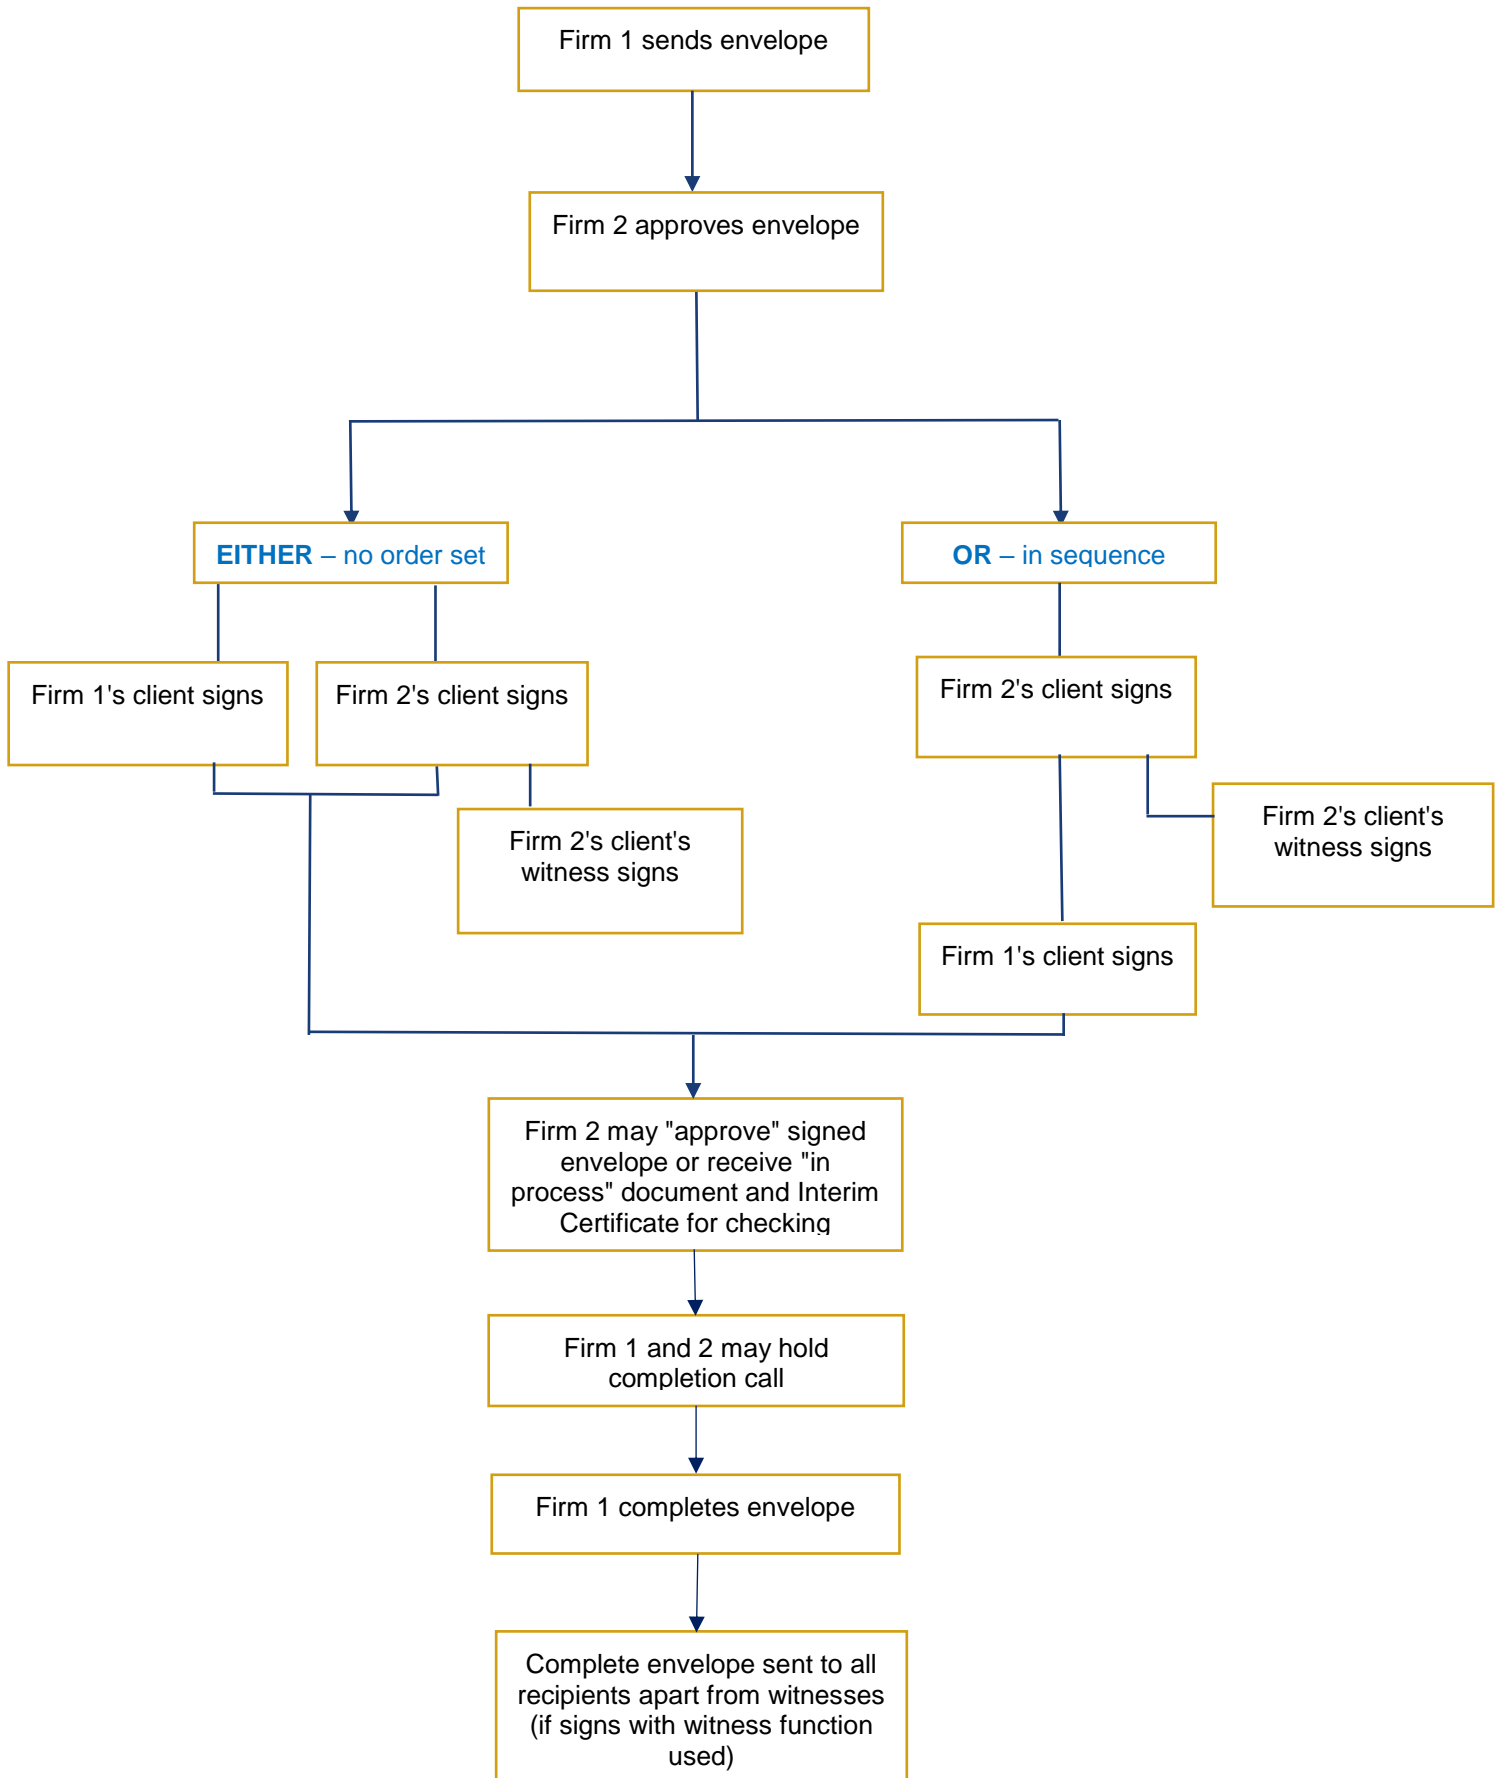 Firm 1 sends envelope
Firm 2 approves envelope
EITHER – no order set
OR – in sequence
Firm 1's client signs
Firm 2's client signs
Firm 2's client's
witness signs
Firm 2's client signs
Firm 2's client's
witness signs
Firm 1's client signs
Firm 2 may "approve" signed
envelope or receive "in
process" document and Interim
Certificate for checking
Firm 1 and 2 may hold
completion call
Firm 1 completes envelope
Complete envelope sent to all
recipients apart from witnesses
(if signs with witness function
used)